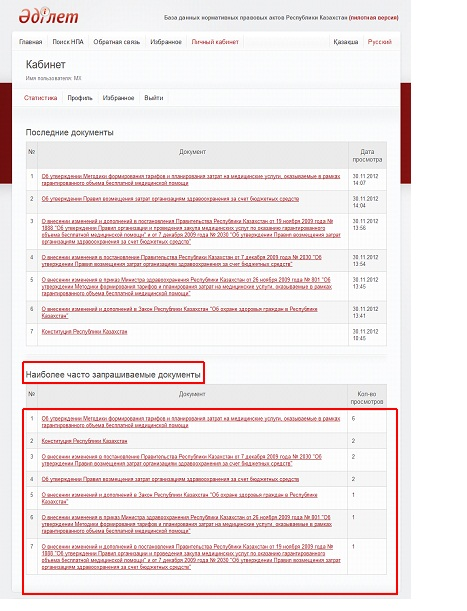 Әділет
База данных нормативных правовых актов Республики Казахстан (пилотная версия)
Главная Поиск НПА Обратная связь Избранное Личный кабинет Қазақша Русский
Кабинет
Имя пользователя: MX
Статистика Профиль Избранное Выйти
Последние документы
№ Документ Дата просмотра
1 Об утверждении Методики формирования тарифов и планирования затрат на медицинские услуги, оказываемые в рамках 30.11.2012
гарантированного объема бесплатной медицинской помощи 14:07
2 Об утверждении Правил возмещения затрат организациям здравоохранения за счет бюджетных средств 30.11.2012
14:04
3 О внесении изменений и дополнений в постановления Правительства Республики Казахстан от 19 ноября 2009 года № 30.11.2012
1888 "Об утверждении Правил организации и проведения закупа медицинских услуг по оказанию гарантированного 13:56
объема бесплатной медицинской помощи" и от 7 декабря 2009 года № 2030 "Об утверждении Правил возмещения затрат
организациям здравоохранения за счет бюджетных средств"
4 О внесении изменений в постановление Правительства Республики Казахстан от 7 декабря 2009 года № 2030 "Об 30.11.2012
утверждении Правил возмещения затрат организациям здравоохранения за счет бюджетных средств" 13:54
5 О внесении изменений в приказ Министра здравоохранения Республики Казахстан от 26 ноября 2009 года № 801 "Об 30.11.2012
утверждении Методики формирования тарифов и планирования затрат на медицинские услуги, оказываемые в рамках 13:45
гарантированного объема бесплатной медицинской помощи"
6 О внесении изменений и дополнений в Закон Республики Казахстан "Об охране здоровья граждан в Республике 30.11.2012
Казахстан" 13:41
7 Конституция Республики Казахстан 30.11.2012
10:45
Наиболее часто запрашиваемые документы
№ Документ Кол-во
просмотров
1 Об утверждении Методики формирования тарифов и планирования затрат на медицинские услуги, оказываемые в рамках 6
гарантированного объема бесплатной медицинской помощи
2 Конституция Республики Казахстан 2
3 О внесении изменений в постановление Правительства Республики Казахстан от 7 декабря 2009 года № 2030 "Об 2
утверждении Правил возмещения затрат организациям здравоохранения за счет бюджетных средств"
4 Об утверждении Правил возмещения затрат организациям здравоохранения за счет бюджетных средств 2
5 О внесении изменений и дополнений в Закон Республики Казахстан "Об охране здоровья граждан в Республике 1
Казахстан"
6 О внесении изменений в приказ Министра здравоохранения Республики Казахстан от 26 ноября 2009 года № 801 "Об 1
утверждении Методики формирования тарифов и планирования затрат на медицинские услуги, оказываемые в рамках
гарантированного объема бесплатной медицинской помощи"
7 О внесении изменений и дополнений в постановления Правительства Республики Казахстан от 19 ноября 2009 года № 1
1888 "Об утверждении Правил организации и проведения закупа медицинских услуг по оказанию гарантированного
объема бесплатной медицинской помощи" и от 7 декабря 2009 года № 2030 "Об утверждении Правил возмещения затрат
организациям здравоохранения за счет бюджетных средств"